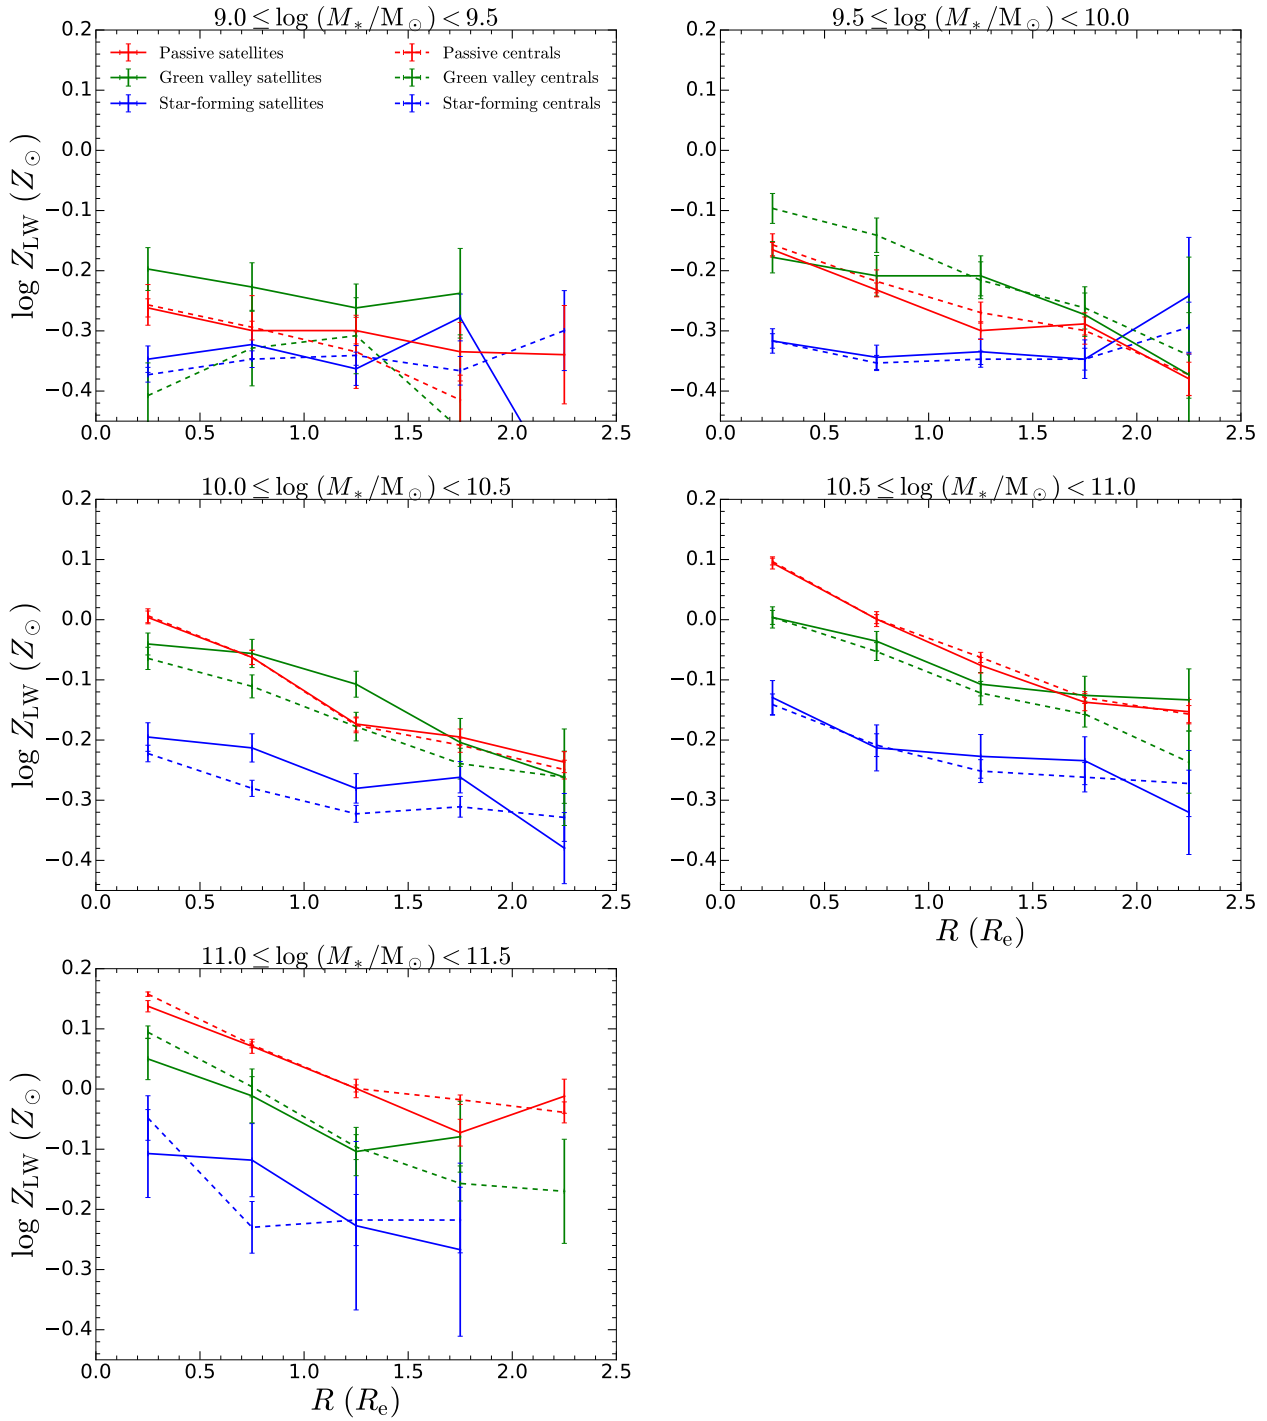 9.0 ≤ log (M∗/M⊙) < 9.5
9.5 ≤ log (M∗/M⊙) < 10.0
Passive satellites
Green valley satellites
Star-forming satellites
Passive centrals
Green valley centrals
Star-forming centrals
log Z_LW (Z⊙)
0.2
0.1
0.0
−0.1
−0.2
−0.3
−0.4
0.0 0.5 1.0 1.5 2.0 2.5
0.2
0.1
0.0
−0.1
−0.2
−0.3
−0.4
0.0 0.5 1.0 1.5 2.0 2.5
10.0 ≤ log (M∗/M⊙) < 10.5
10.5 ≤ log (M∗/M⊙) < 11.0
log Z_LW (Z⊙)
0.2
0.1
0.0
−0.1
−0.2
−0.3
−0.4
0.0 0.5 1.0 1.5 2.0 2.5
0.2
0.1
0.0
−0.1
−0.2
−0.3
−0.4
0.0 0.5 1.0 1.5 2.0 2.5
R (R_e)
11.0 ≤ log (M∗/M⊙) < 11.5
log Z_LW (Z⊙)
0.2
0.1
0.0
−0.1
−0.2
−0.3
−0.4
0.0 0.5 1.0 1.5 2.0 2.5
R (R_e)